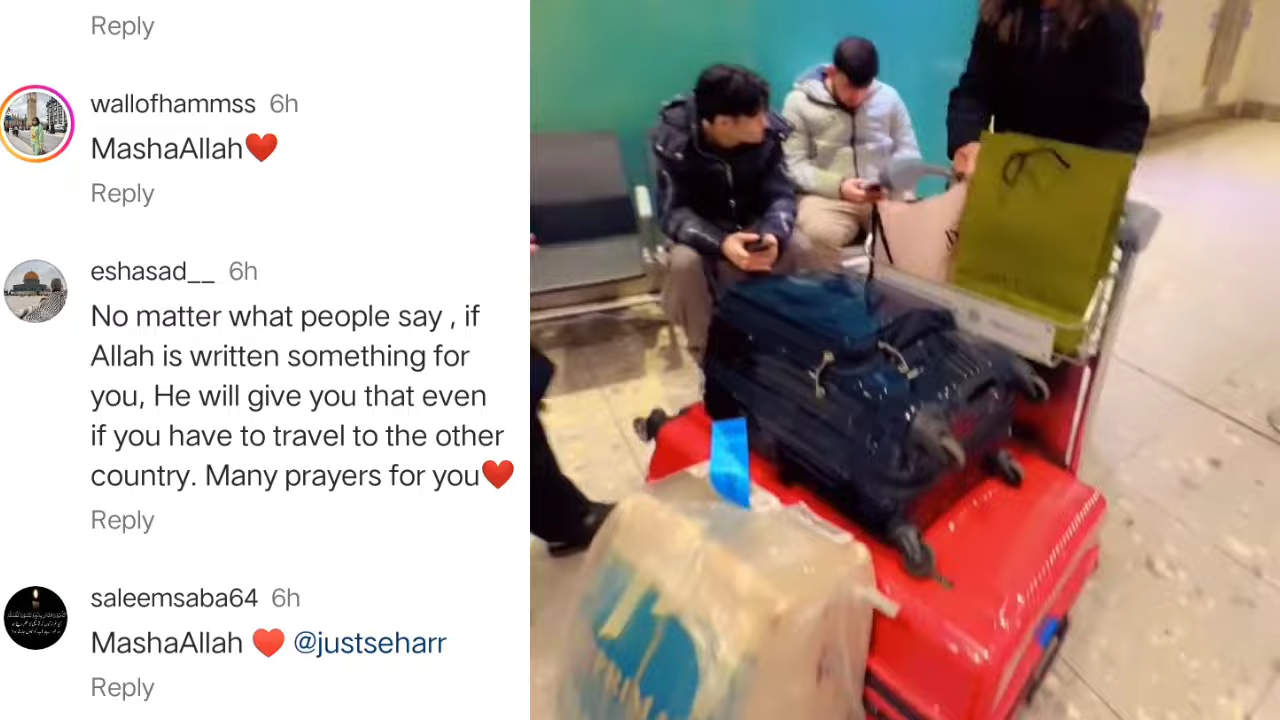 Reply
wallofhammss 6h
MashaAllah❤️
Reply
eshasad__ 6h
No matter what people say , if
Allah is written something for
you, He will give you that even
if you have to travel to the other
country. Many prayers for you❤️
Reply
saleemsaba64 6h
MashaAllah ❤️ @justseharr
Reply